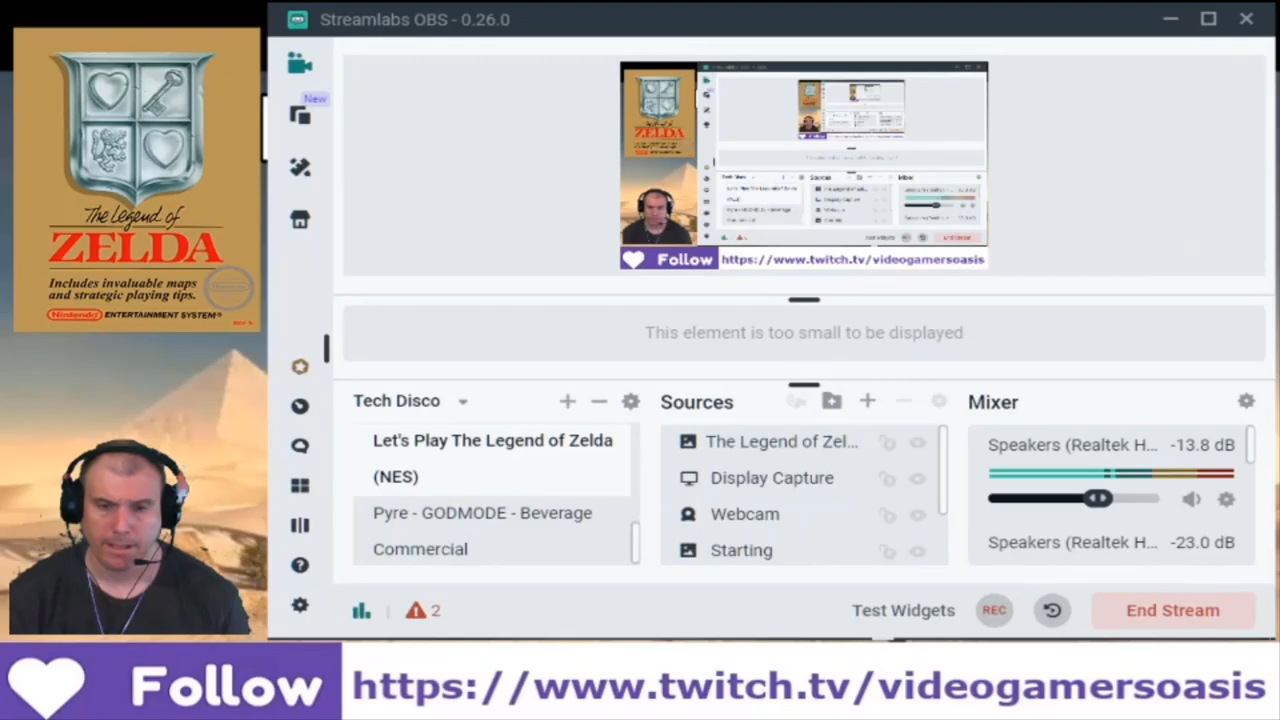 Streamlabs OBS - 0.26.0
New
The Legend of
ZELDA
Includes invaluable maps
and strategic playing tips.
Nintendo ENTERTAINMENT SYSTEM®
ZELDA
Follow https://www.twitch.tv/videogamersoasis
This element is too small to be displayed
Tech Disco
Let's Play The Legend of Zelda
(NES)
Pyre - GODMODE - Beverage
Commercial
Sources
The Legend of Zel...
Display Capture
Webcam
Starting
Mixer
Speakers (Realtek H... -13.8 dB
Speakers (Realtek H... -23.0 dB
2
Test Widgets
REC
End Stream
Follow https://www.twitch.tv/videogamersoasis